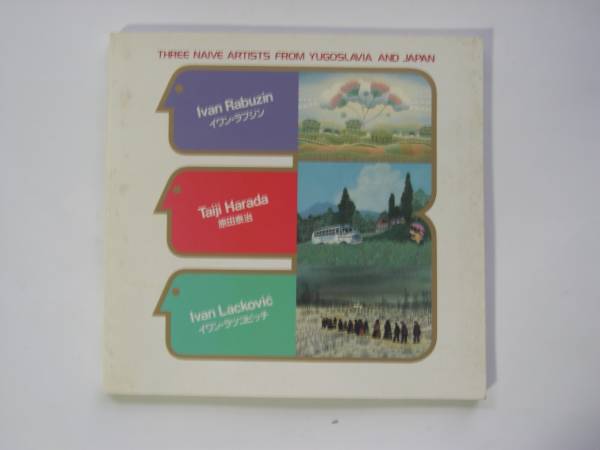 THREE NAIVE ARTISTS FROM YUGOSLAVIA AND JAPAN
Ivan Rabuzin
イワン・ラブジン
Taiji Harada
原田泰治
Ivan Lacković
イワン・ラツコビッチ